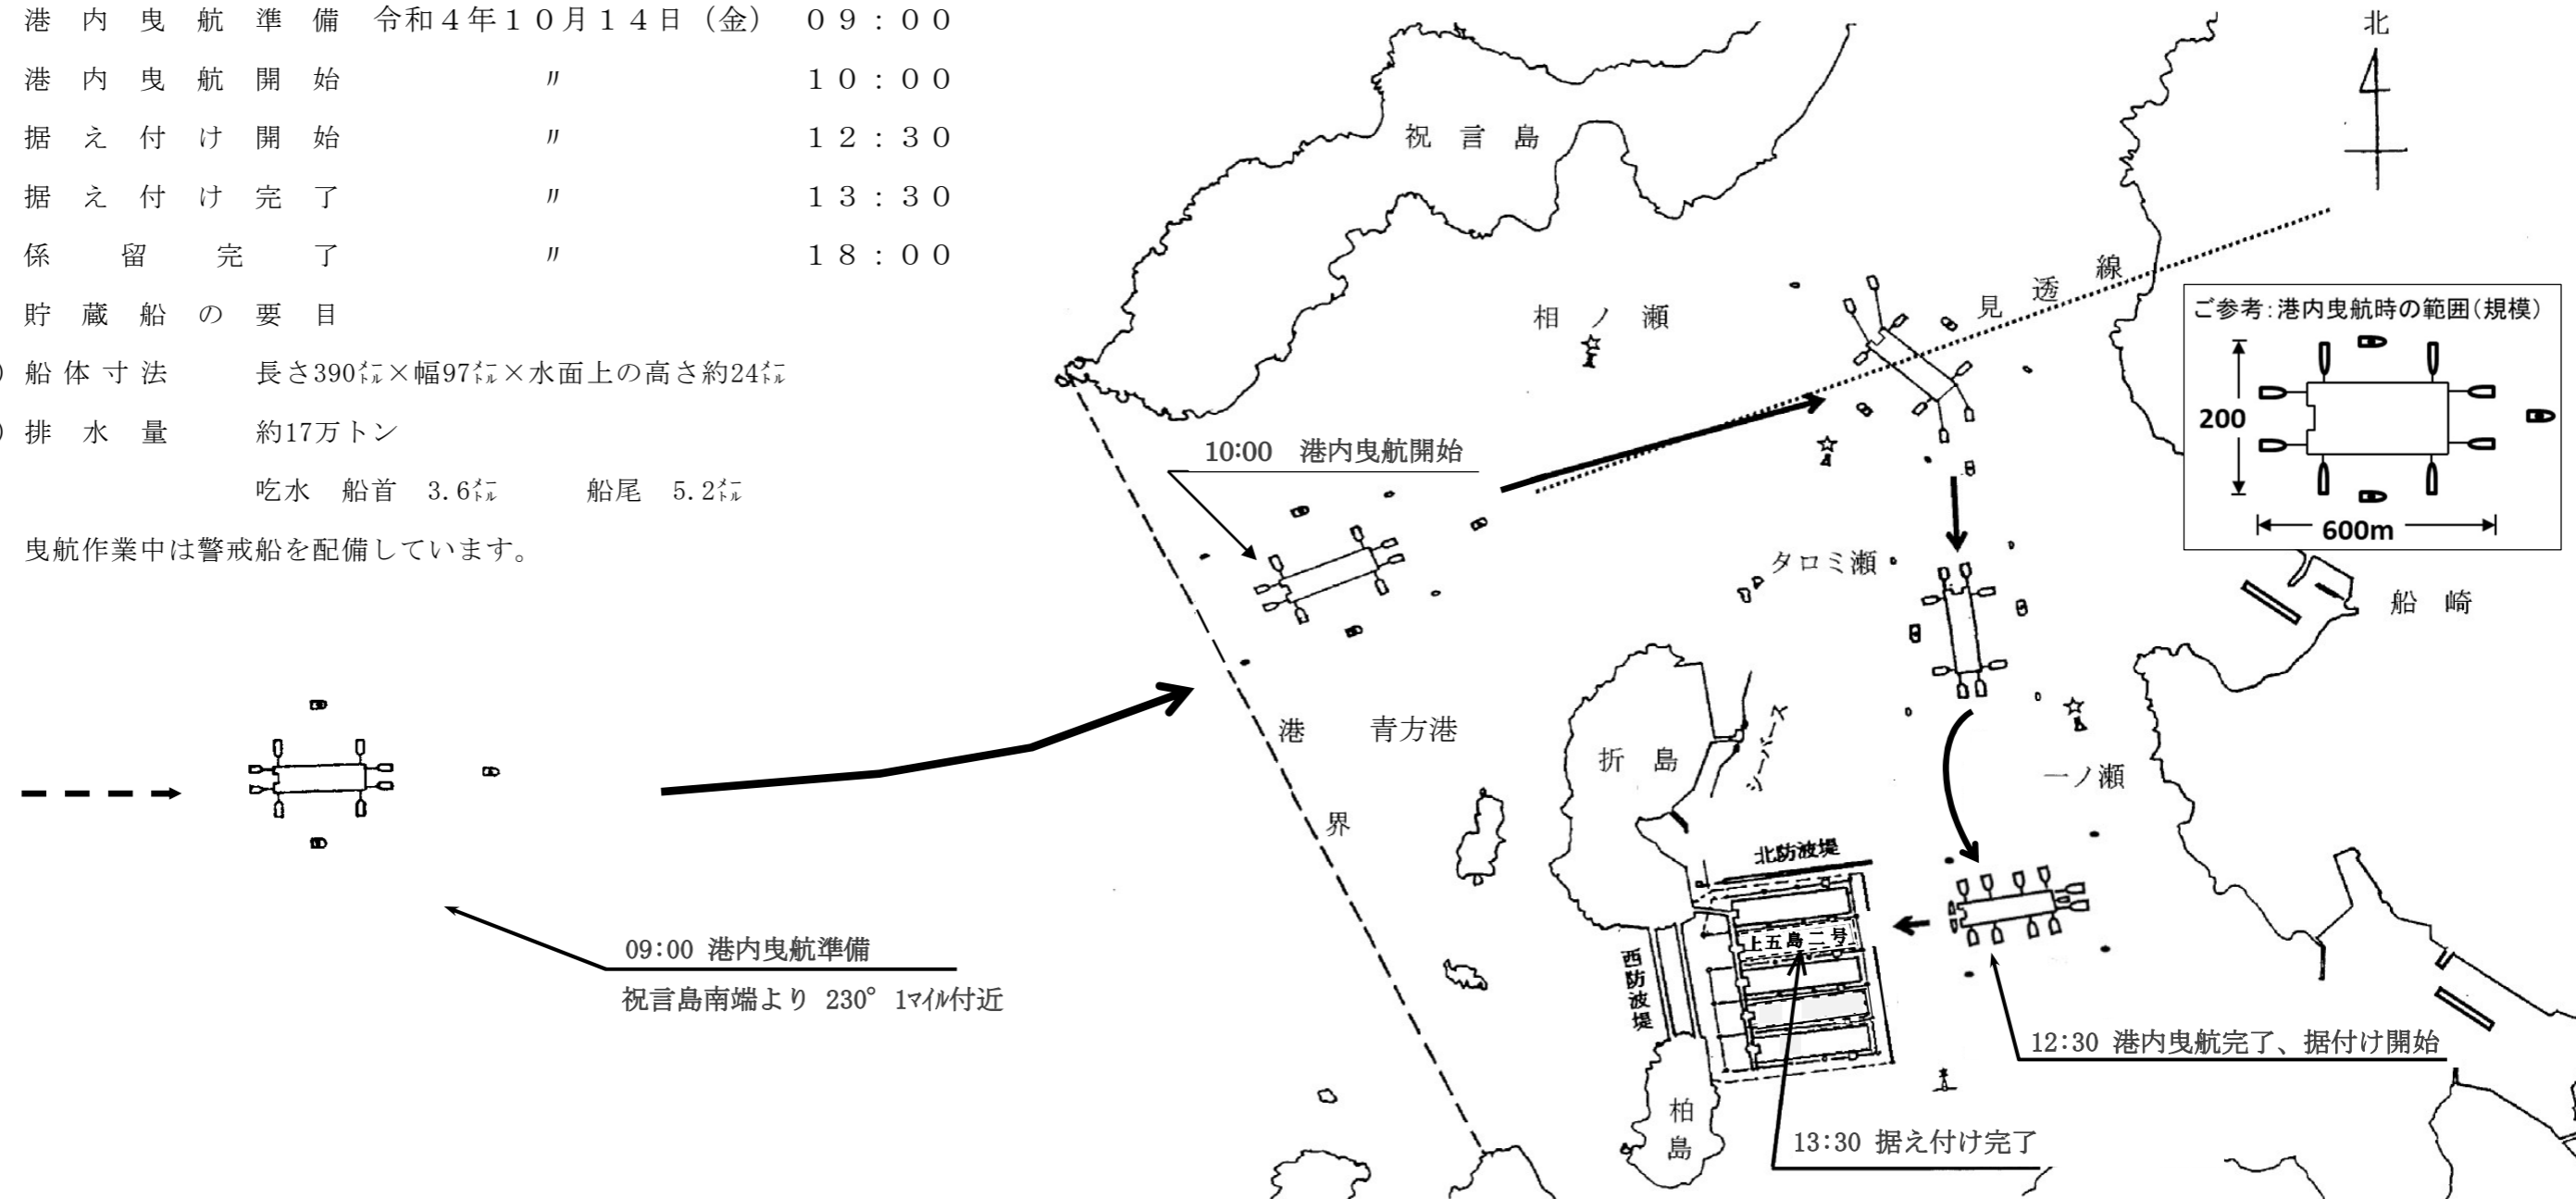 港内曳航準備 令和４年１０月１４日（金） ０９：００
港内曳航開始 〃 １０：００
据え付け開始 〃 １２：３０
据え付け完了 〃 １３：３０
係留完了 〃 １８：００
貯蔵船の要目
) 船体寸法 長さ390㍍×幅97㍍×水面上の高さ約24㍍
) 排水量 約17万トン
吃水 船首 3.6㍍ 船尾 5.2㍍
曳航作業中は警戒船を配備しています。
北
祝言島
見透線
相ノ瀬
ご参考：港内曳航時の範囲（規模）
200
600m
10:00 港内曳航開始
タロミ瀬
船崎
港界
青方港
折島
一ノ瀬
北防波堤
上五島二号
西防波堤
09:00 港内曳航準備
祝言島南端より 230° 1マイル付近
12:30 港内曳航完了、据付け開始
柏島
13:30 据え付け完了